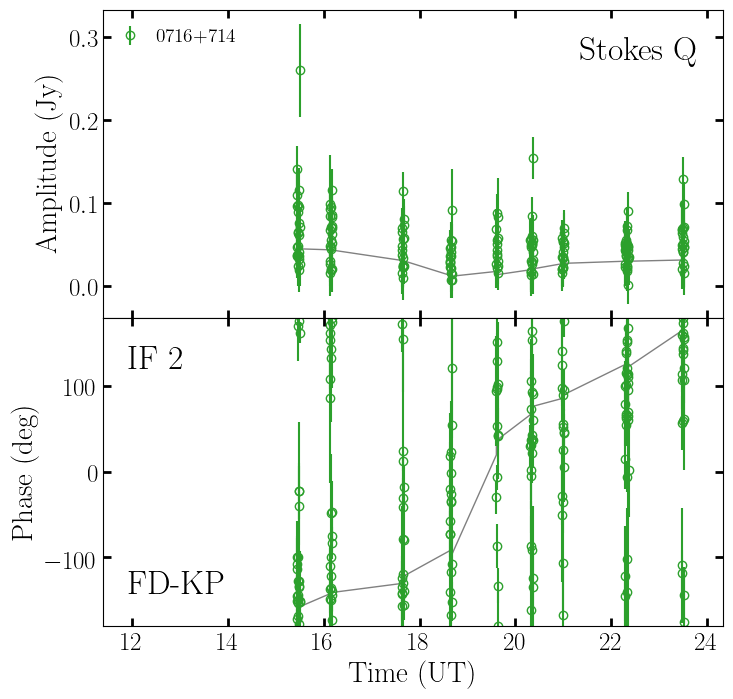 0716+714
Stokes Q
0.3
0.2
0.1
0.0
Amplitude (Jy)
IF 2
100
0
−100
Phase (deg)
FD-KP
12 14 16 18 20 22 24
Time (UT)